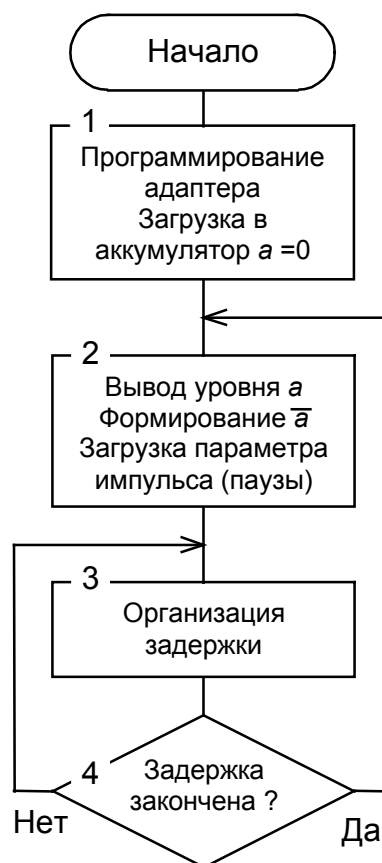 Начало
1
Программирование
адаптера
Загрузка в
аккумулятор a =0
2
Вывод уровня a
Формирование a̅
Загрузка параметра
импульса (паузы)
3
Организация
задержки
4
Задержка
закончена ?
Нет
Да